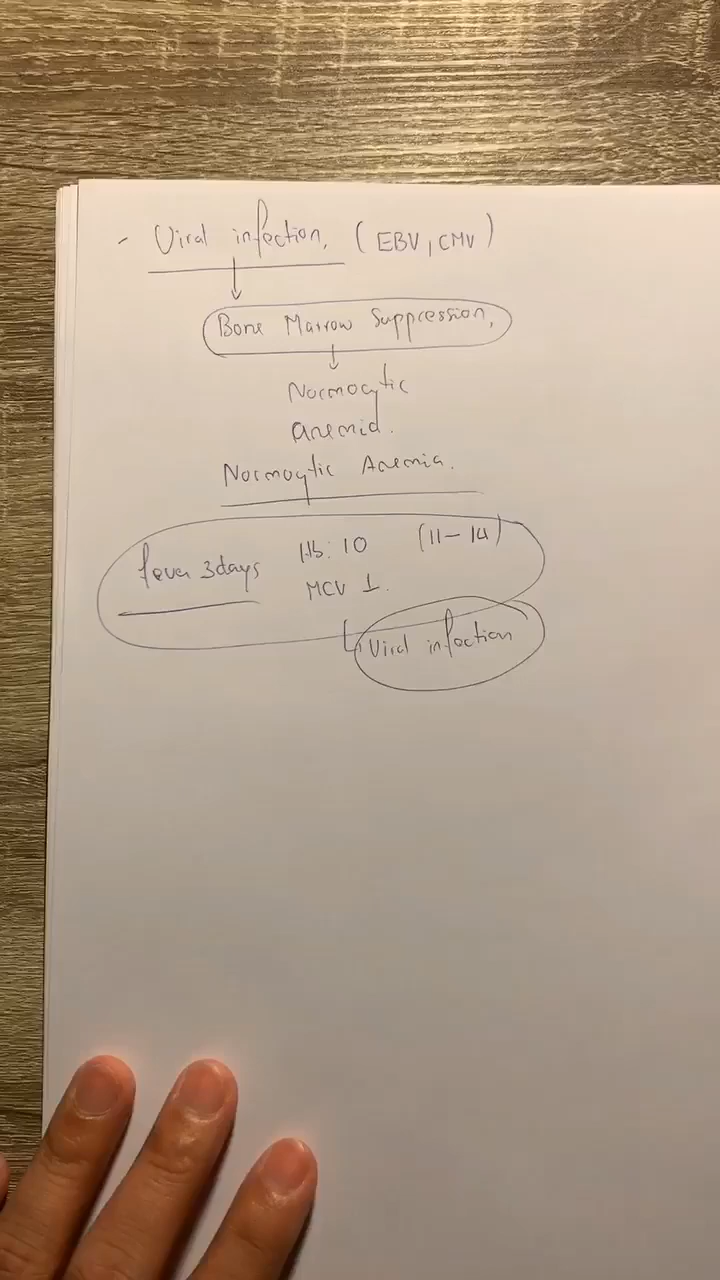 - Viral infection, (EBV, CMV)
Bone Marrow Suppression,
Normocytic
anemia.
Normocytic Anemia.
fever 3days Hb: 10 (11-14)
MCV ⊥.
Viral infection